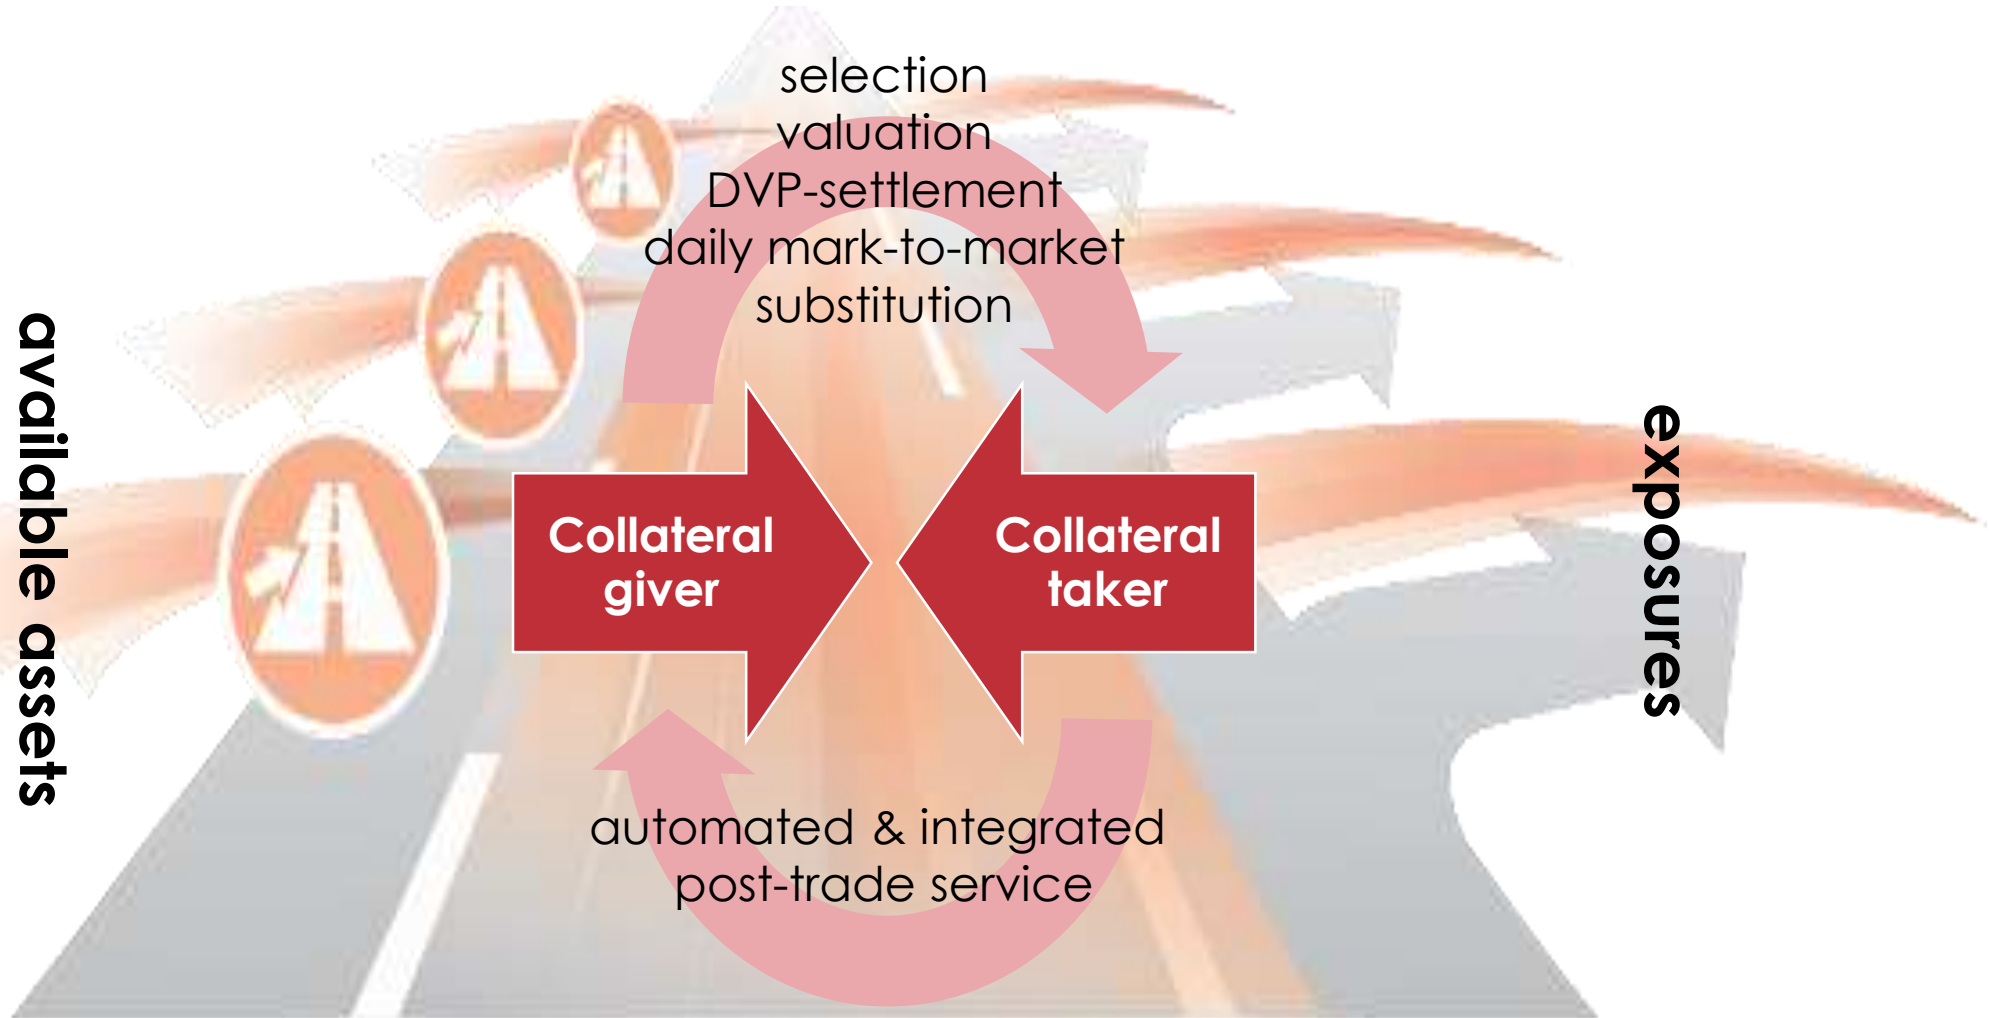 selection
valuation
DVP-settlement
daily mark-to-market
substitution
available assets
Collateral
giver
Collateral
taker
exposures
automated & integrated
post-trade service